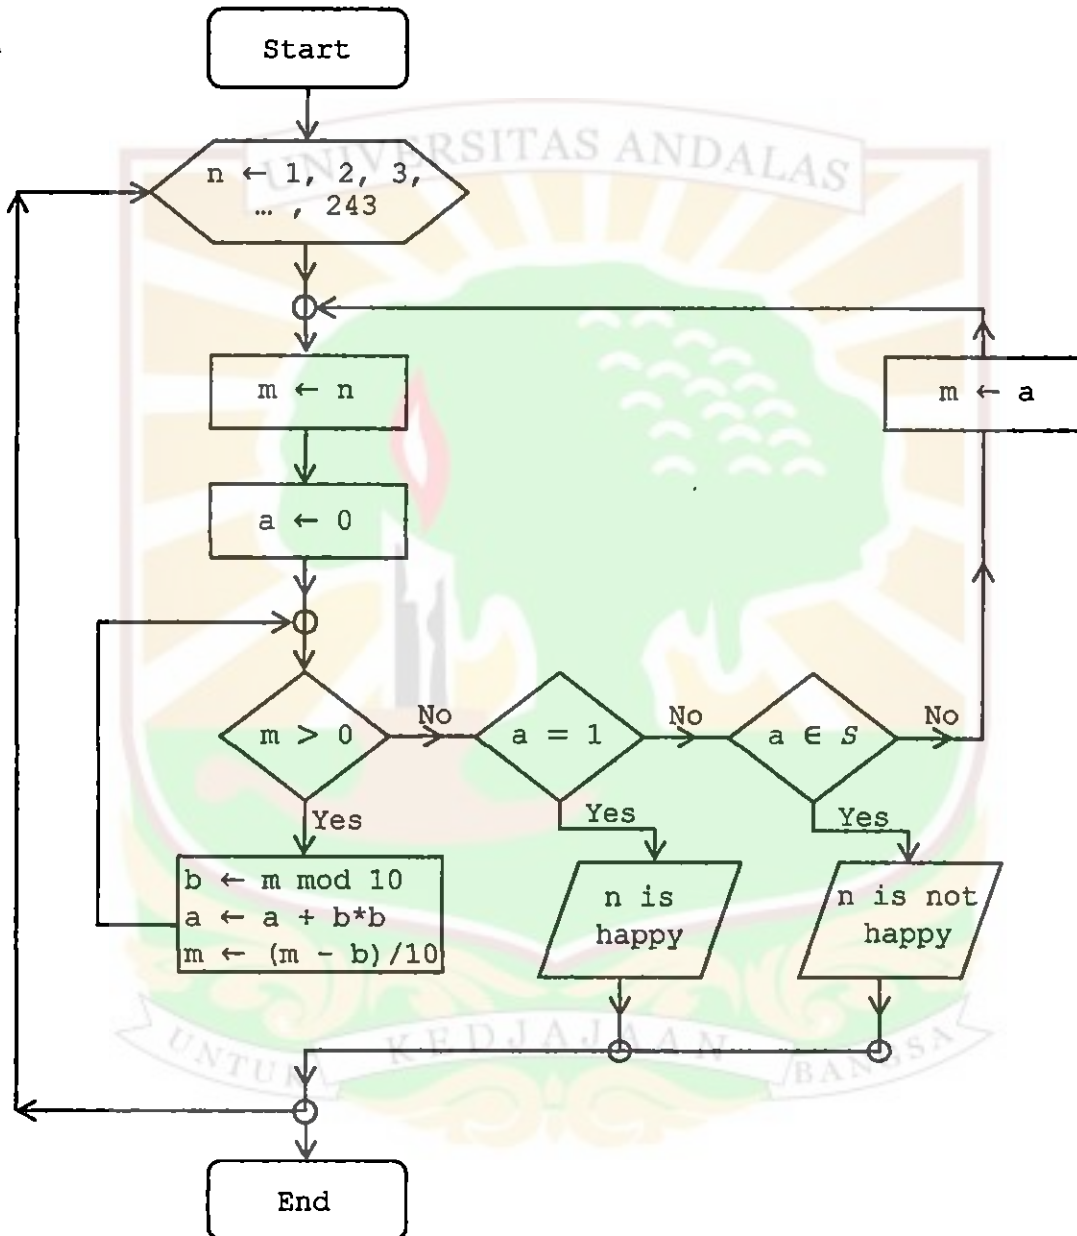 Start
UNIVERSITAS ANDALAS
n ← 1, 2, 3,
… , 243
m ← n
m ← a
a ← 0
m > 0
No
a = 1
No
a ∈ S
No
Yes
Yes
Yes
b ← m mod 10
a ← a + b*b
m ← (m - b)/10
n is
happy
n is not
happy
UNTUK KEDJAJAAN BANGSA
End